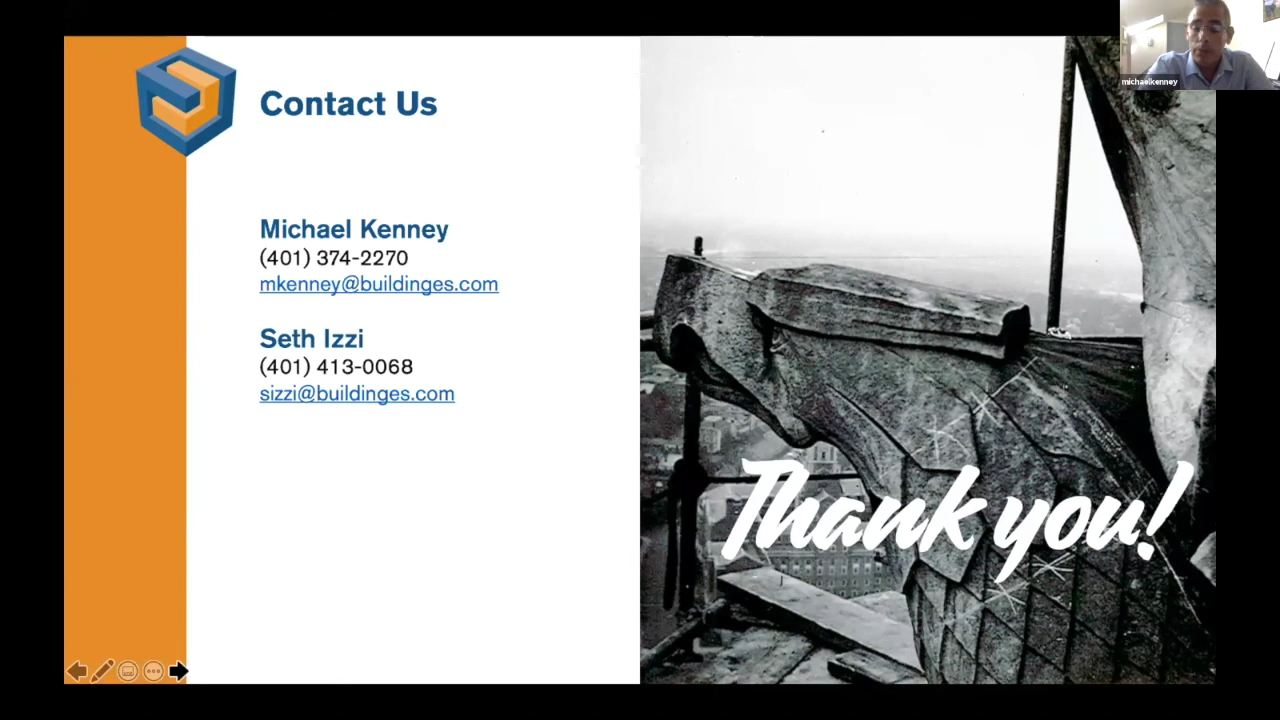 michaelkenney
Contact Us
Michael Kenney
(401) 374-2270
mkenney@buildinges.com
Seth Izzi
(401) 413-0068
sizzi@buildinges.com
Thank you!